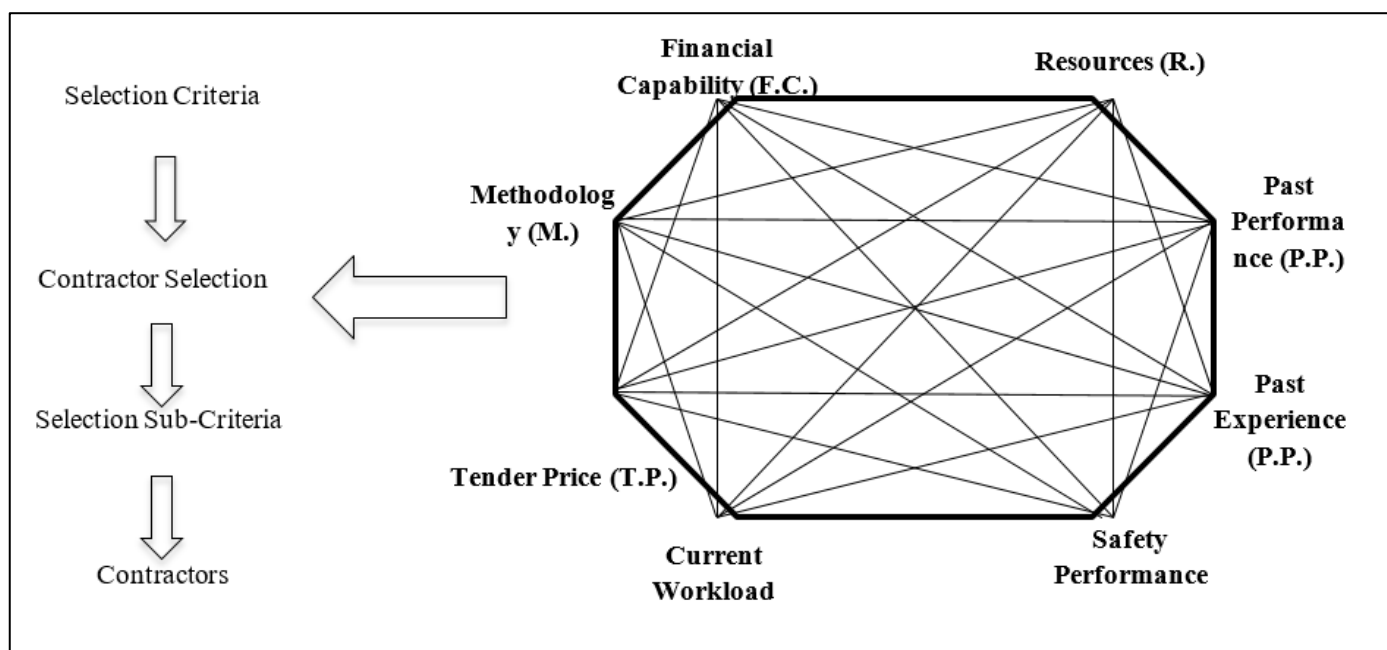 Selection Criteria
Contractor Selection
Selection Sub-Criteria
Contractors
Financial
Capability (F.C.)
Resources (R.)
Methodolog
y (M.)
Past
Performa
nce (P.P.)
Tender Price (T.P.)
Past
Experience
(P.P.)
Current
Workload
Safety
Performance